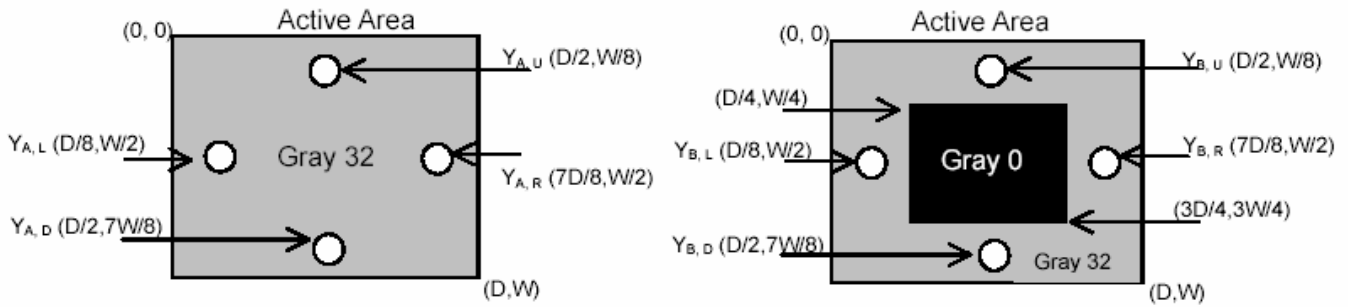 Active Area
(0, 0)
YA, U (D/2,W/8)
YA, L (D/8,W/2)
Gray 32
YA, R (7D/8,W/2)
YA, D (D/2,7W/8)
(D,W)
Active Area
(0, 0)
YB, U (D/2,W/8)
(D/4,W/4)
YB, L (D/8,W/2)
Gray 0
YB, R (7D/8,W/2)
(3D/4,3W/4)
YB, D (D/2,7W/8)
Gray 32
(D,W)